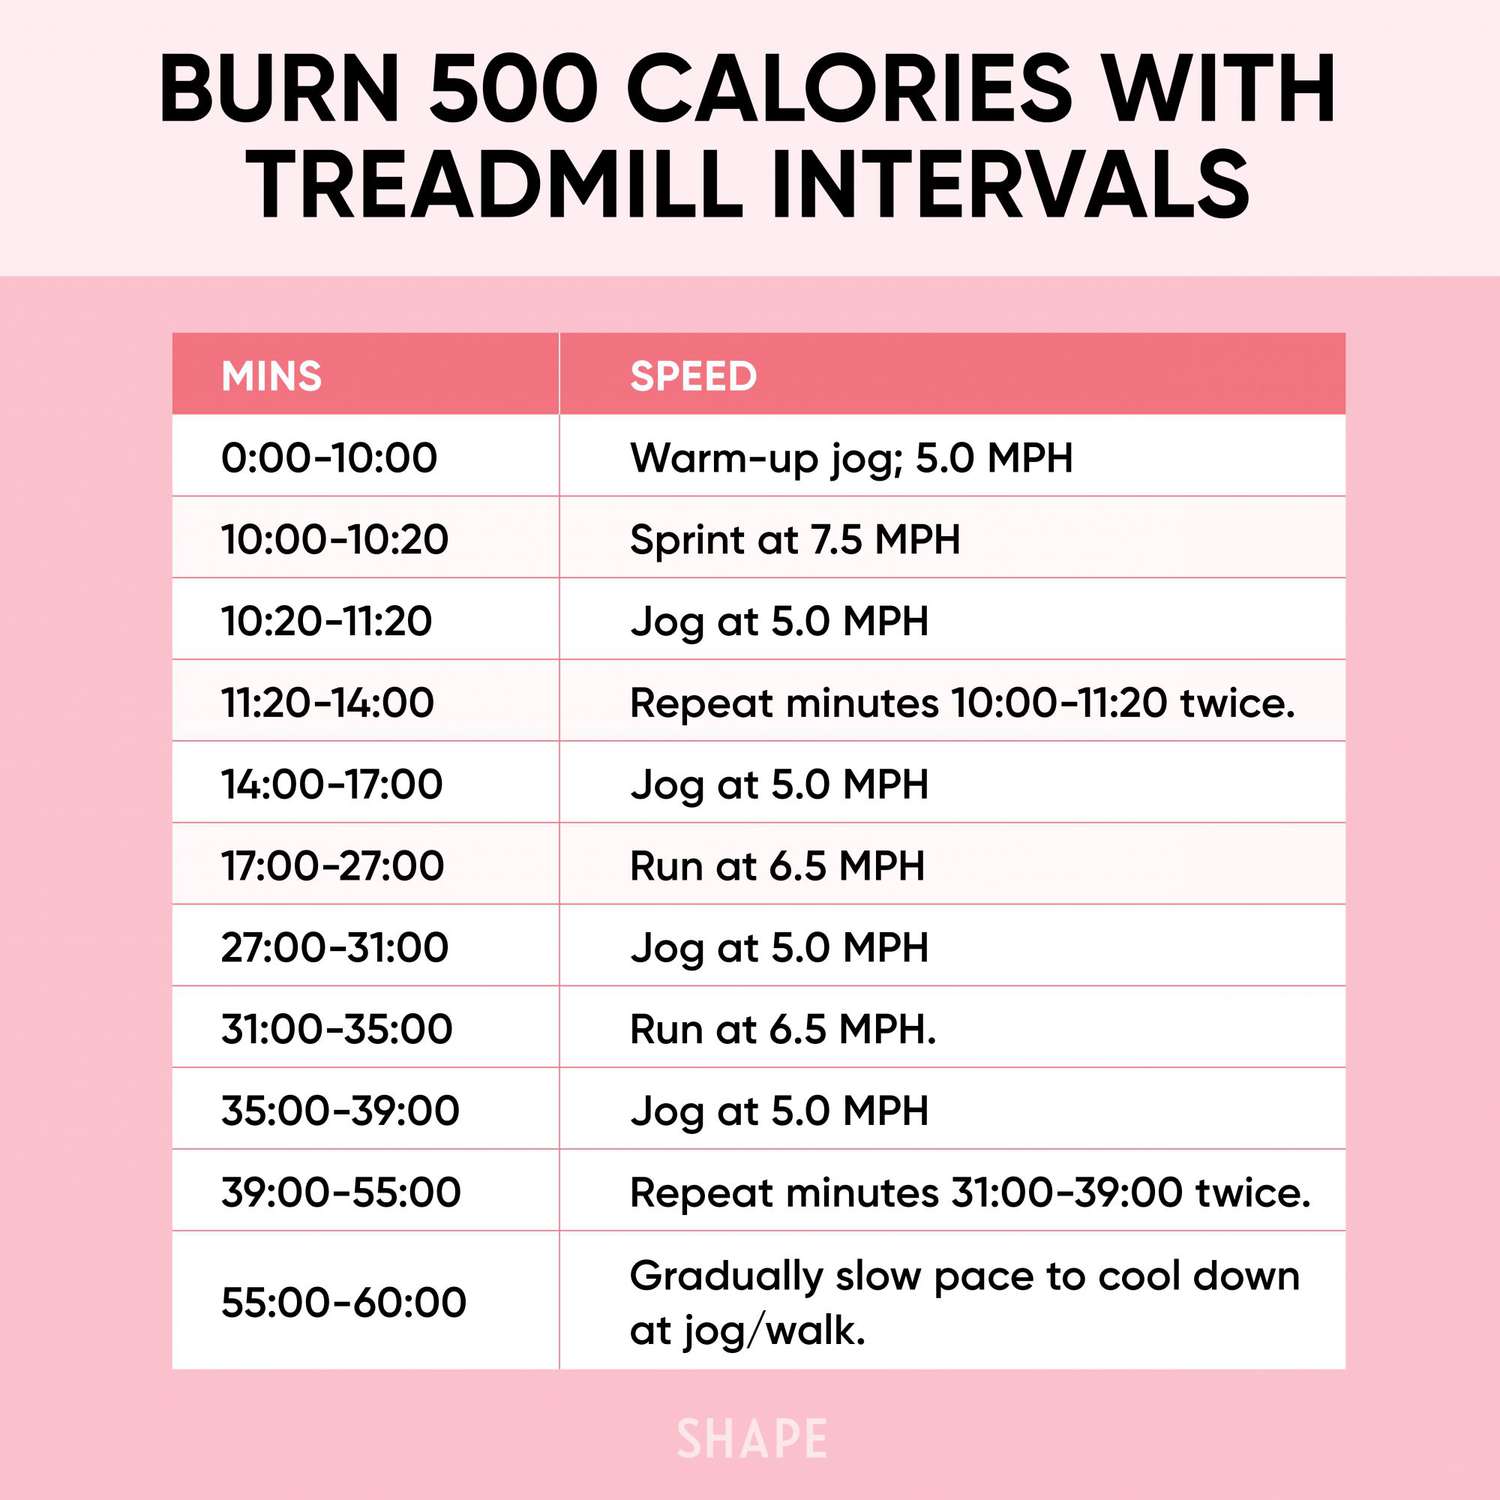 BURN 500 CALORIES WITH
TREADMILL INTERVALS
MINS SPEED
0:00-10:00 Warm-up jog; 5.0 MPH
10:00-10:20 Sprint at 7.5 MPH
10:20-11:20 Jog at 5.0 MPH
11:20-14:00 Repeat minutes 10:00-11:20 twice.
14:00-17:00 Jog at 5.0 MPH
17:00-27:00 Run at 6.5 MPH
27:00-31:00 Jog at 5.0 MPH
31:00-35:00 Run at 6.5 MPH.
35:00-39:00 Jog at 5.0 MPH
39:00-55:00 Repeat minutes 31:00-39:00 twice.
55:00-60:00 Gradually slow pace to cool down
at jog/walk.
SHAPE